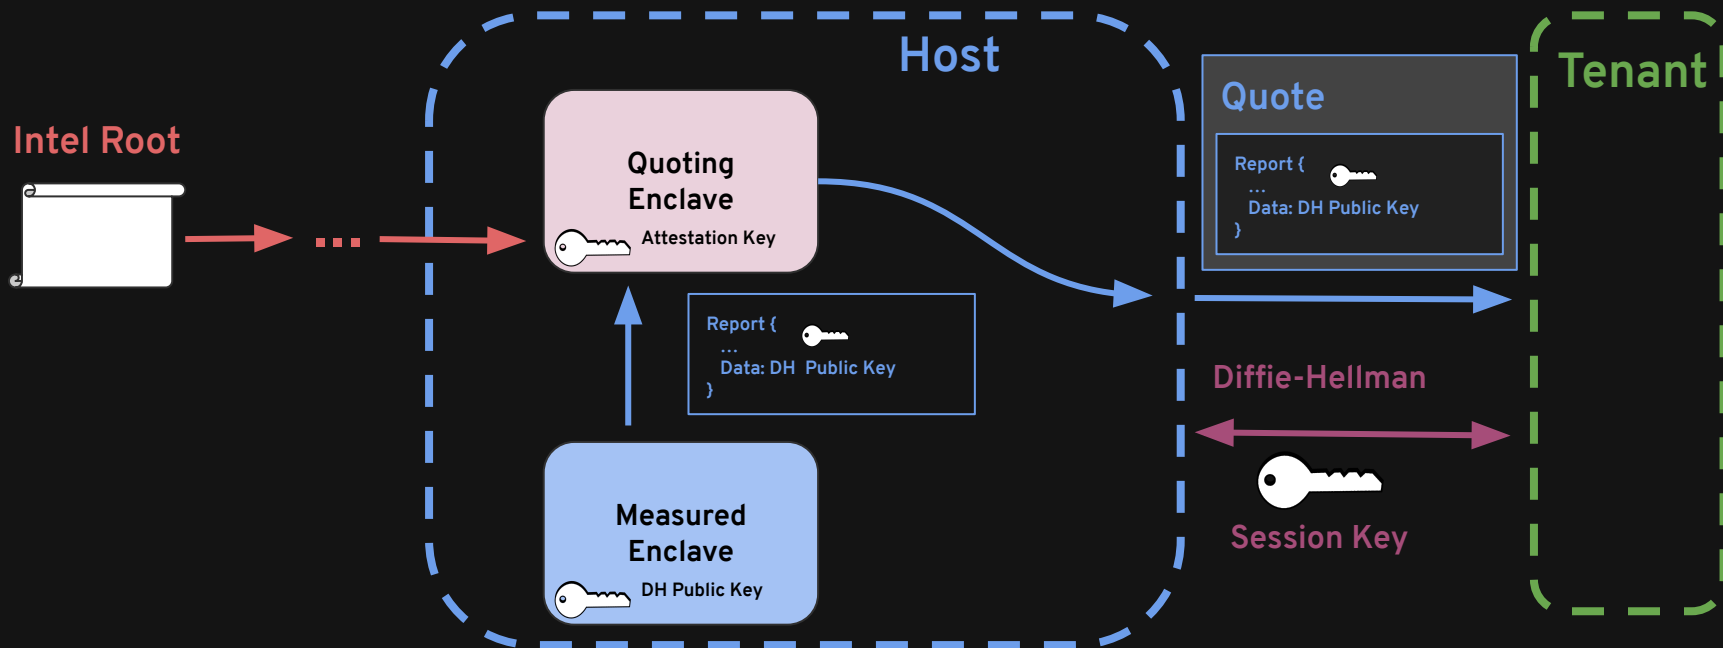 Intel Root
...
Host
Quoting
Enclave
Attestation Key
Report {
...
Data: DH  Public Key
}
Measured
Enclave
DH Public Key
Quote
Report {
...
Data: DH Public Key
}
Diffie-Hellman
Session Key
Tenant